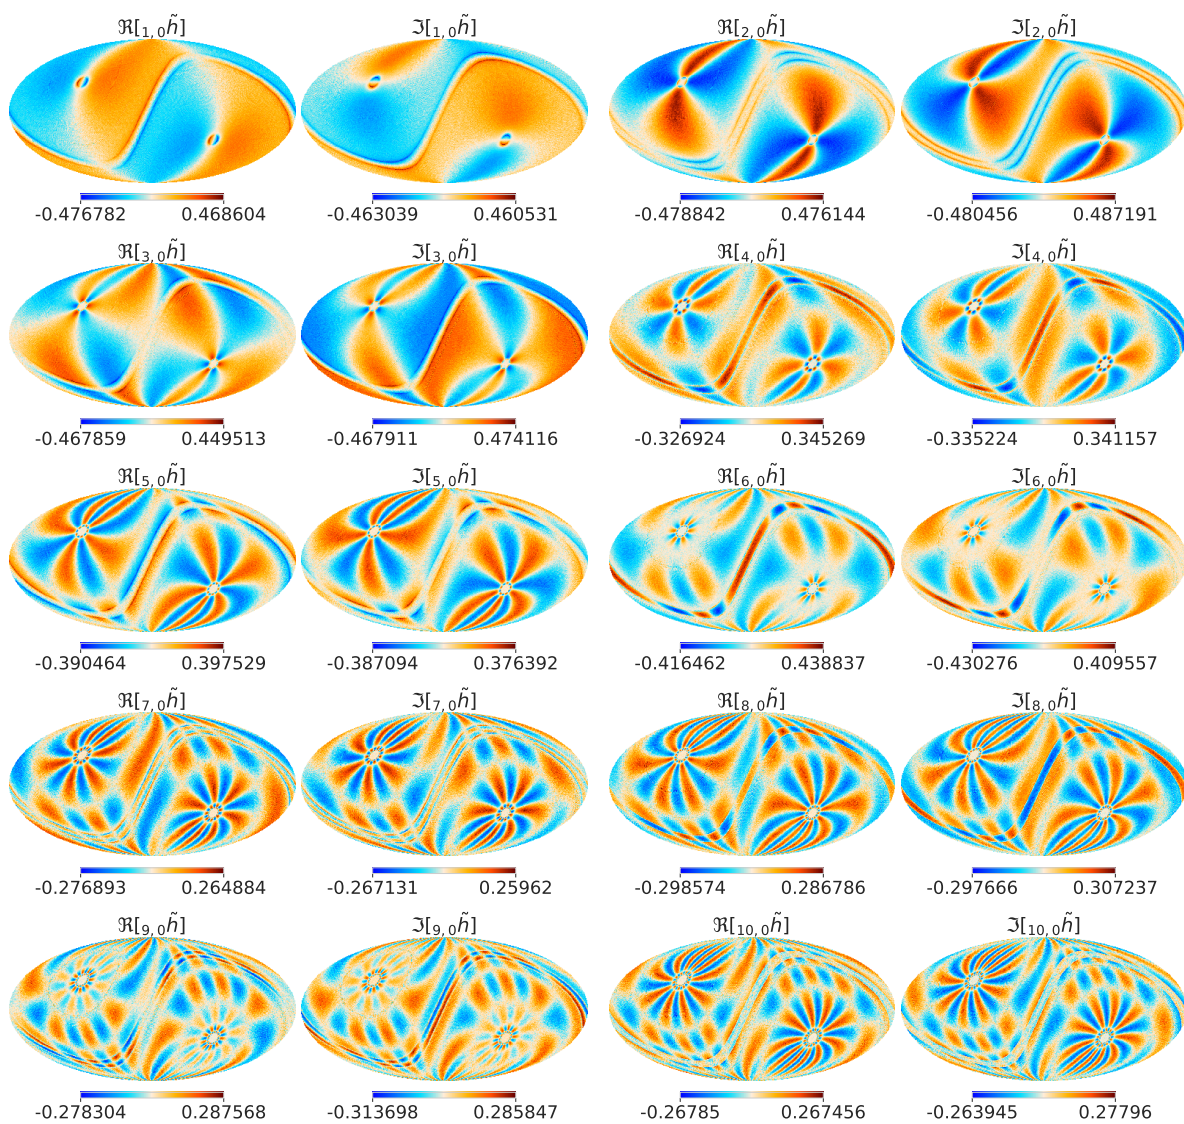 ℜ[₁,₀h̃] ℑ[₁,₀h̃] ℜ[₂,₀h̃] ℑ[₂,₀h̃]
-0.476782 0.468604 -0.463039 0.460531 -0.478842 0.476144 -0.480456 0.487191
ℜ[₃,₀h̃] ℑ[₃,₀h̃] ℜ[₄,₀h̃] ℑ[₄,₀h̃]
-0.467859 0.449513 -0.467911 0.474116 -0.326924 0.345269 -0.335224 0.341157
ℜ[₅,₀h̃] ℑ[₅,₀h̃] ℜ[₆,₀h̃] ℑ[₆,₀h̃]
-0.390464 0.397529 -0.387094 0.376392 -0.416462 0.438837 -0.430276 0.409557
ℜ[₇,₀h̃] ℑ[₇,₀h̃] ℜ[₈,₀h̃] ℑ[₈,₀h̃]
-0.276893 0.264884 -0.267131 0.25962 -0.298574 0.286786 -0.297666 0.307237
ℜ[₉,₀h̃] ℑ[₉,₀h̃] ℜ[₁₀,₀h̃] ℑ[₁₀,₀h̃]
-0.278304 0.287568 -0.313698 0.285847 -0.26785 0.267456 -0.263945 0.27796